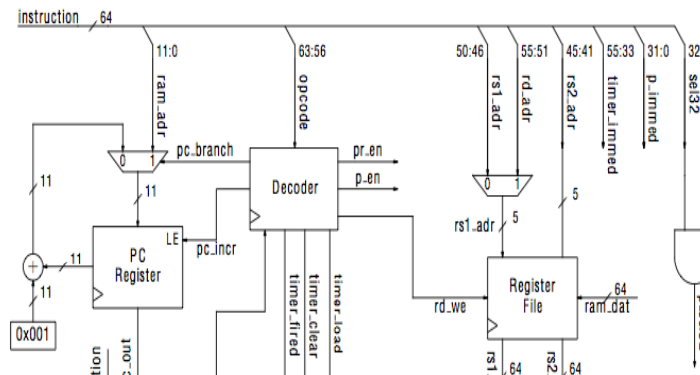 instruction
64
11:0
63:56
50:46
55:51
45:41
55:33
31:0
32
ram_adr
opcode
rs1_adr
rd_adr
rs2_adr
timer_immed
p_immed
sel32
0
1
pc_branch
pr_en
0
1
11
11
Decoder
p_en
5
rs1_adr
5
LE
pc_incr
11
PC
Register
11
0x001
timer_fired
timer_clear
timer_load
rd_we
Register
File
64
ram_dat
rs1
64
rs2
64